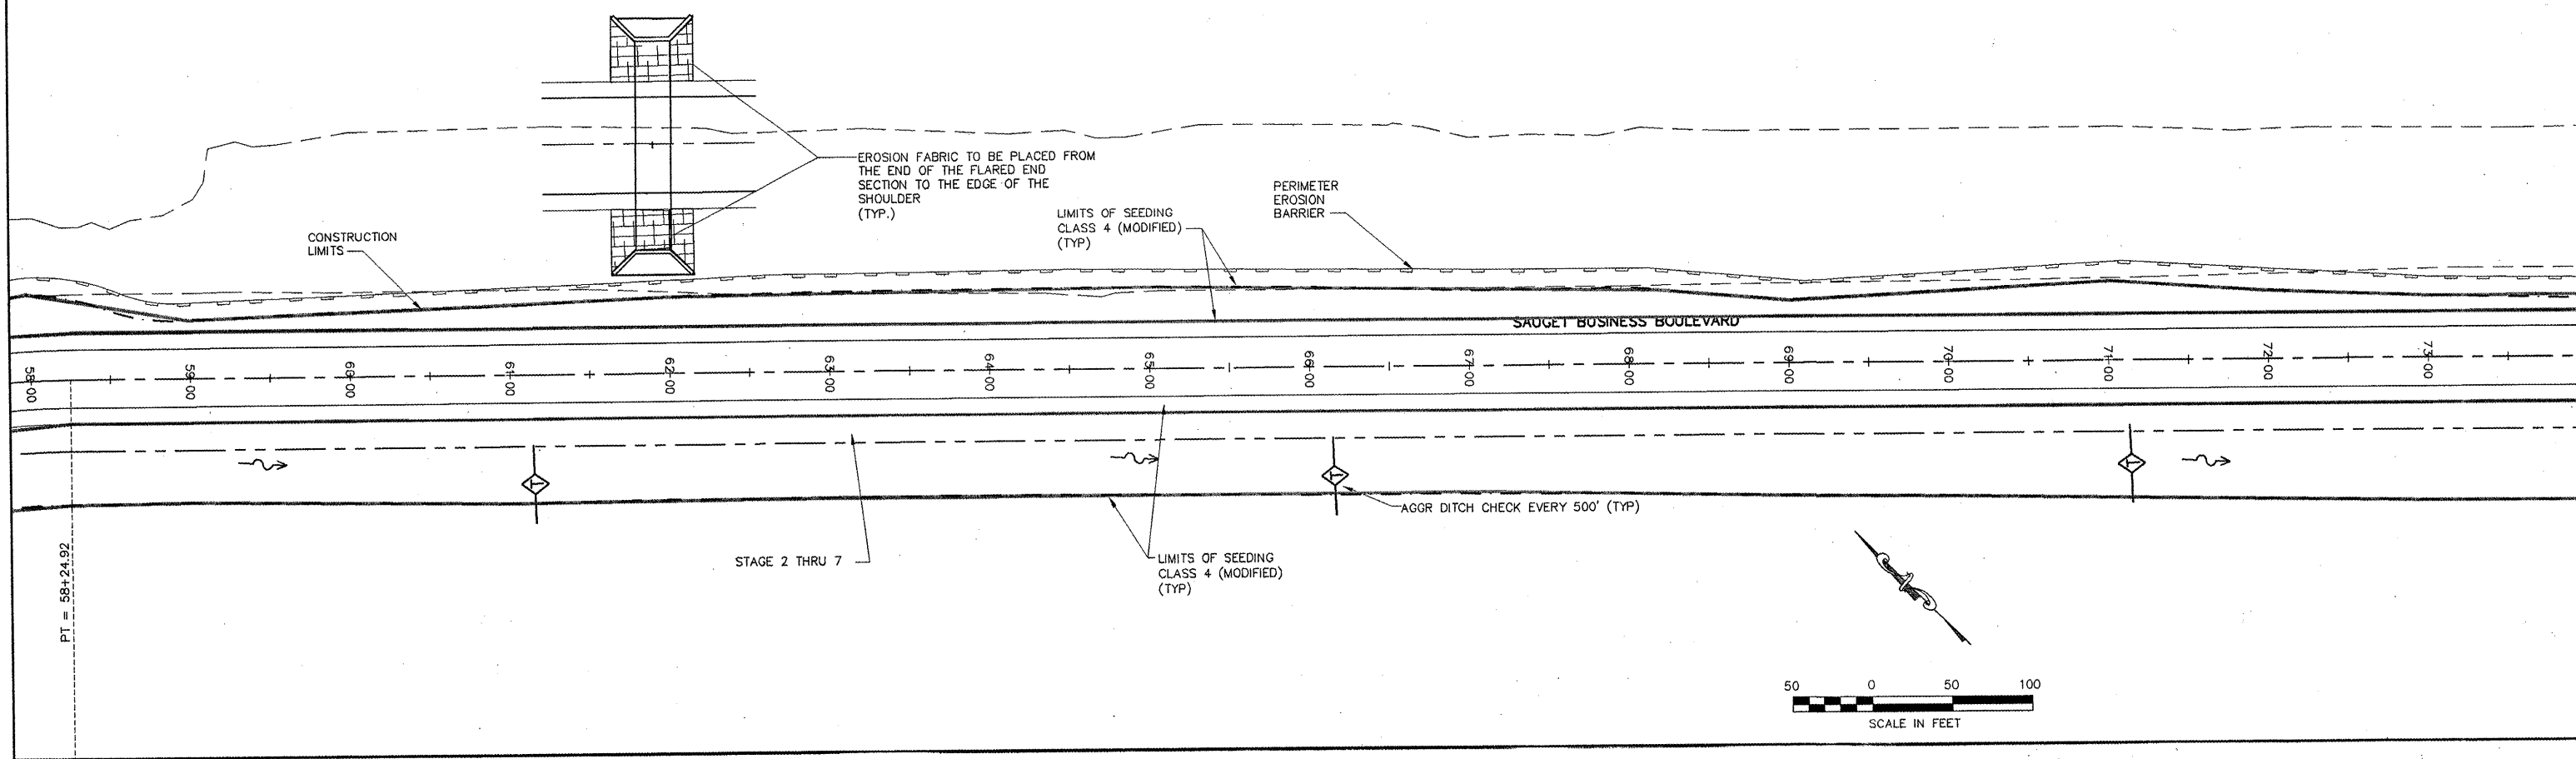 EROSION FABRIC TO BE PLACED FROM
THE END OF THE FLARED END
SECTION TO THE EDGE OF THE
SHOULDER
(TYP.)
PERIMETER
EROSION
BARRIER
LIMITS OF SEEDING
CLASS 4 (MODIFIED)
(TYP)
CONSTRUCTION
LIMITS
SAUGET BUSINESS BOULEVARD
58+00
59+00
60+00
61+00
62+00
63+00
64+00
65+00
66+00
67+00
68+00
69+00
70+00
71+00
72+00
73+00
T
T
T
AGGR DITCH CHECK EVERY 500' (TYP)
STAGE 2 THRU 7
LIMITS OF SEEDING
CLASS 4 (MODIFIED)
(TYP)
PT = 58+24.92
50 0 50 100
SCALE IN FEET